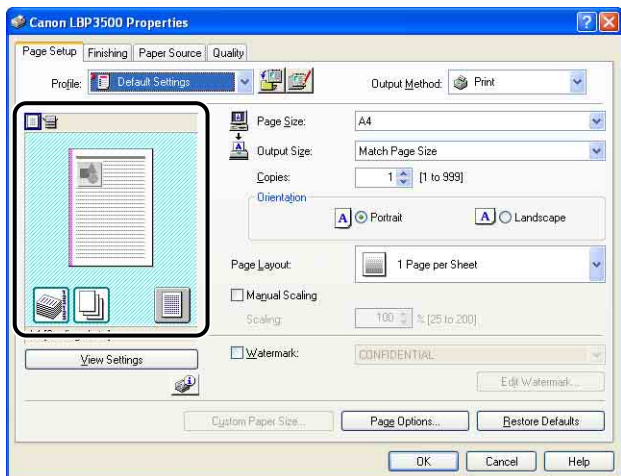 Canon LBP3500 Properties
Page Setup Finishing Paper Source Quality
Profile: Default Settings Output Method: Print
Page Size: A4
Output Size: Match Page Size
Copies: 1 [1 to 999]
Orientation
A Portrait A Landscape
Page Layout: 1 Page per Sheet
Manual Scaling
Scaling: 100 % [25 to 200]
View Settings
Watermark: CONFIDENTIAL
Edit Watermark...
Custom Paper Size... Page Options... Restore Defaults
OK Cancel Help